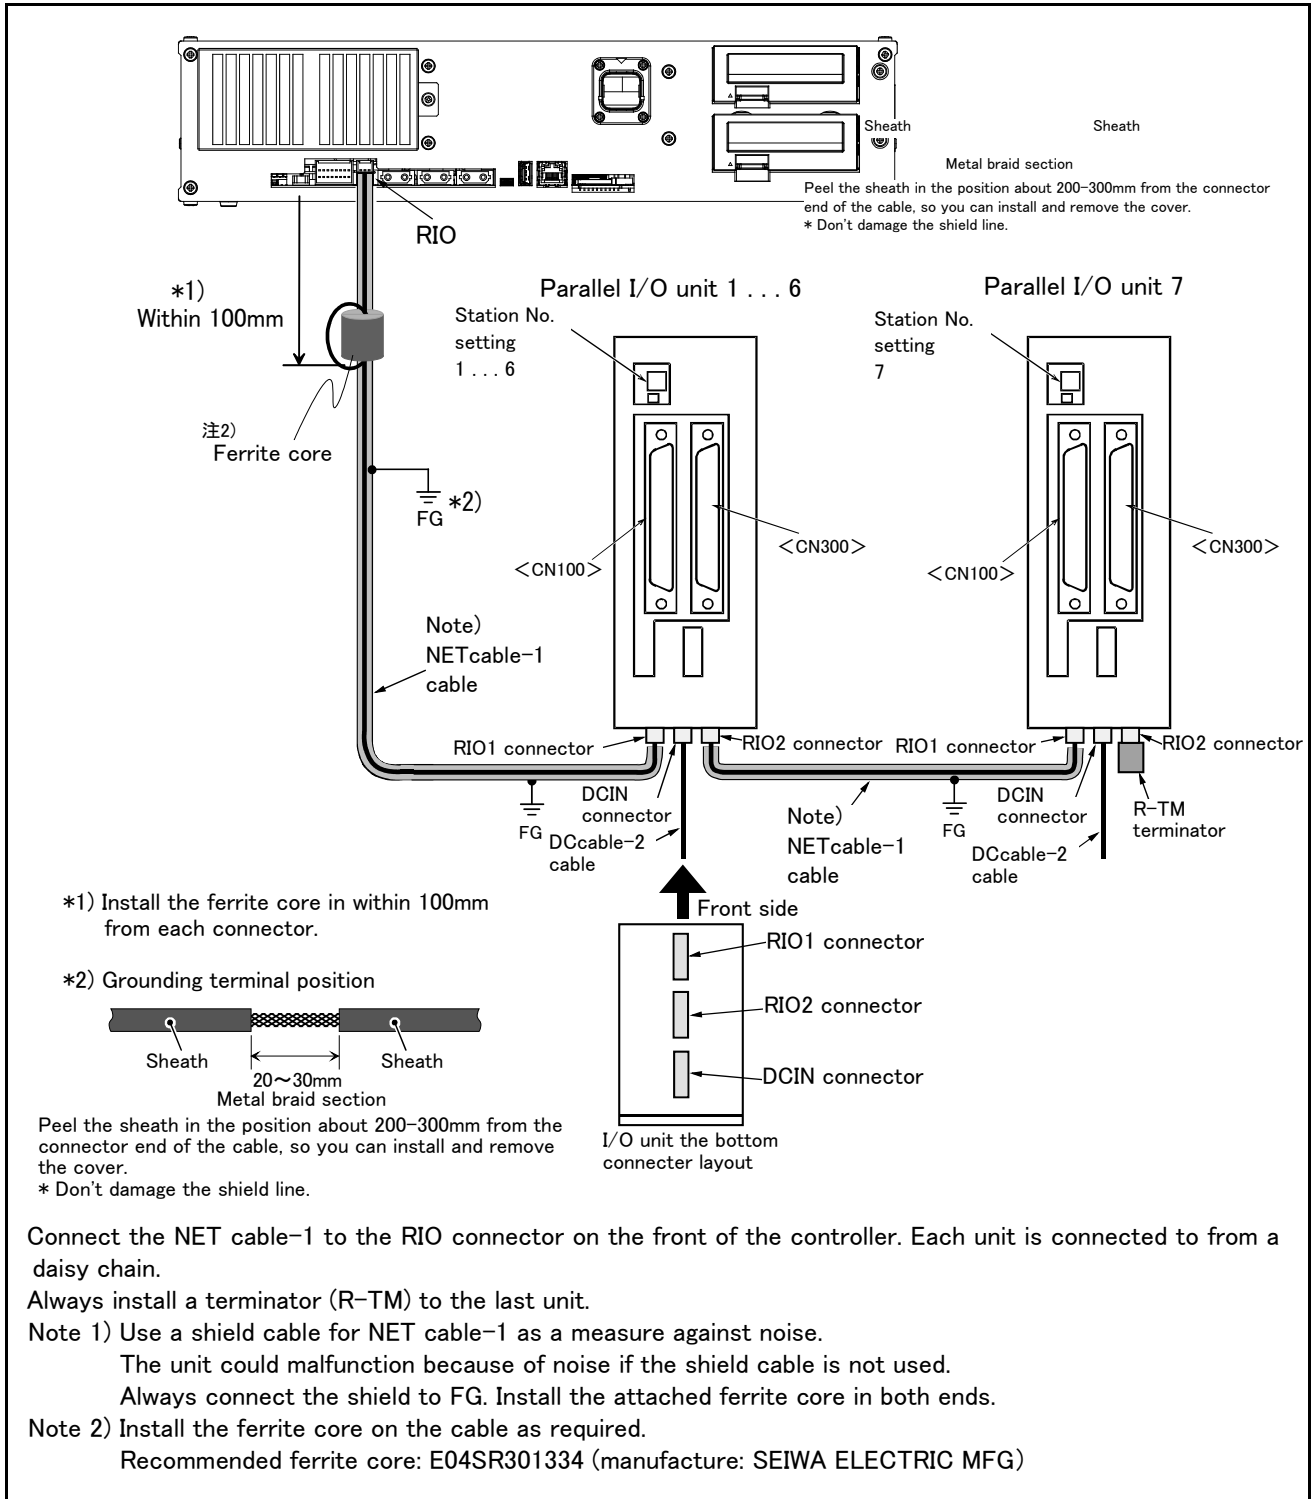 Sheath
Sheath
Metal braid section
Peel the sheath in the position about 200-300mm from the connector
end of the cable, so you can install and remove the cover.
* Don't damage the shield line.
RIO
*1)
Within 100mm
注2)
Ferrite core
FG *2)
Parallel I/O unit 1 . . . 6
Station No.
setting
1 . . . 6
<CN100>
<CN300>
Parallel I/O unit 7
Station No.
setting
7
<CN100>
<CN300>
Note)
NETcable-1
cable
RIO1 connector
RIO2 connector
RIO1 connector
RIO2 connector
FG
DCIN
connector
DCcable-2
cable
Note)
NETcable-1
cable
FG
DCIN
connector
DCcable-2
cable
R-TM
terminator
*1) Install the ferrite core in within 100mm
from each connector.
*2) Grounding terminal position
Sheath
Sheath
20～30mm
Metal braid section
Peel the sheath in the position about 200-300mm from the
connector end of the cable, so you can install and remove
the cover.
* Don't damage the shield line.
Front side
RIO1 connector
RIO2 connector
DCIN connector
I/O unit the bottom
connecter layout
Connect the NET cable-1 to the RIO connector on the front of the controller. Each unit is connected to from a
daisy chain.
Always install a terminator (R-TM) to the last unit.
Note 1) Use a shield cable for NET cable-1 as a measure against noise.
The unit could malfunction because of noise if the shield cable is not used.
Always connect the shield to FG. Install the attached ferrite core in both ends.
Note 2) Install the ferrite core on the cable as required.
Recommended ferrite core: E04SR301334 (manufacture: SEIWA ELECTRIC MFG)